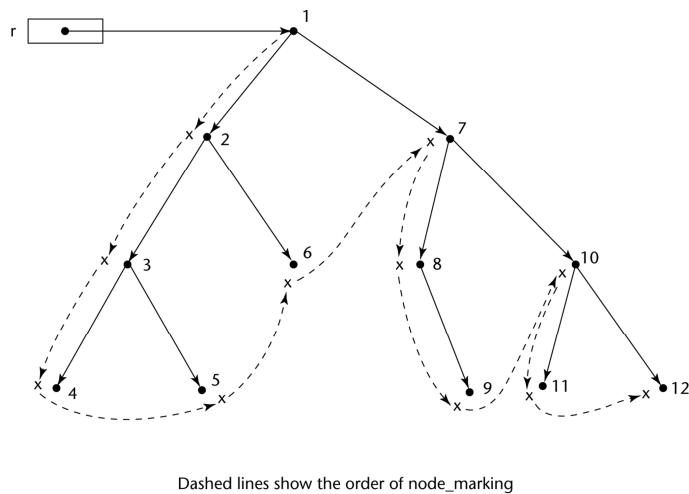 1
r
x
2
7
x
x
3
6
x
8
10
x
x
4
5
x
9
x
11
x
x
12
x
x
Dashed lines show the order of node_marking